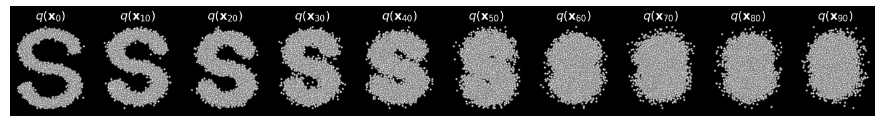 q(x₀) q(x₁₀) q(x₂₀) q(x₃₀) q(x₄₀) q(x₅₀) q(x₆₀) q(x₇₀) q(x₈₀) q(x₉₀)